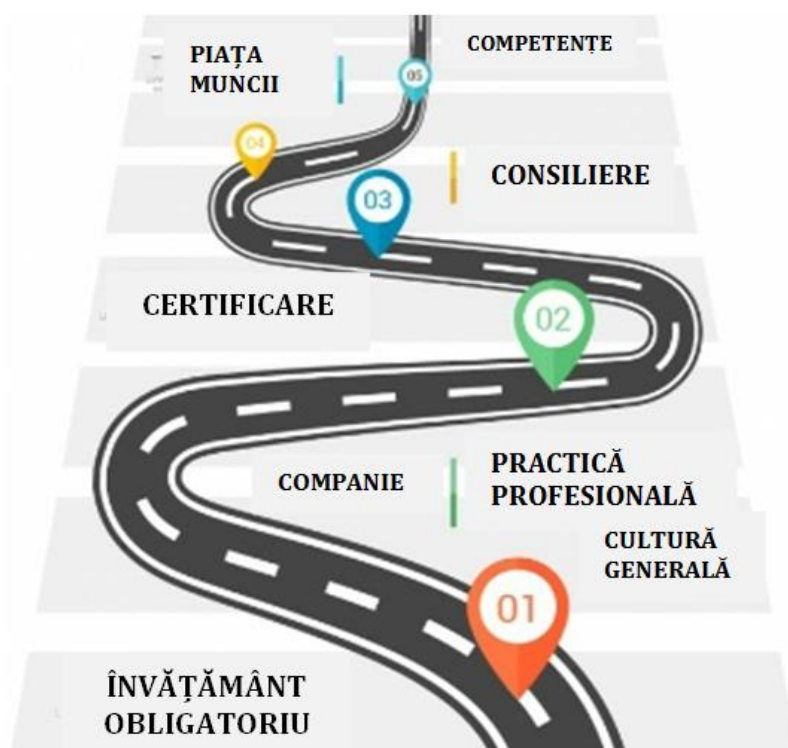 COMPETENȚE
PIAȚA
MUNCII
05
04
CONSILIERE
03
CERTIFICARE
02
PRACTICĂ
PROFESIONALĂ
COMPANIE
CULTURĂ
GENERALĂ
01
ÎNVĂȚĂMÂNT
OBLIGATORIU